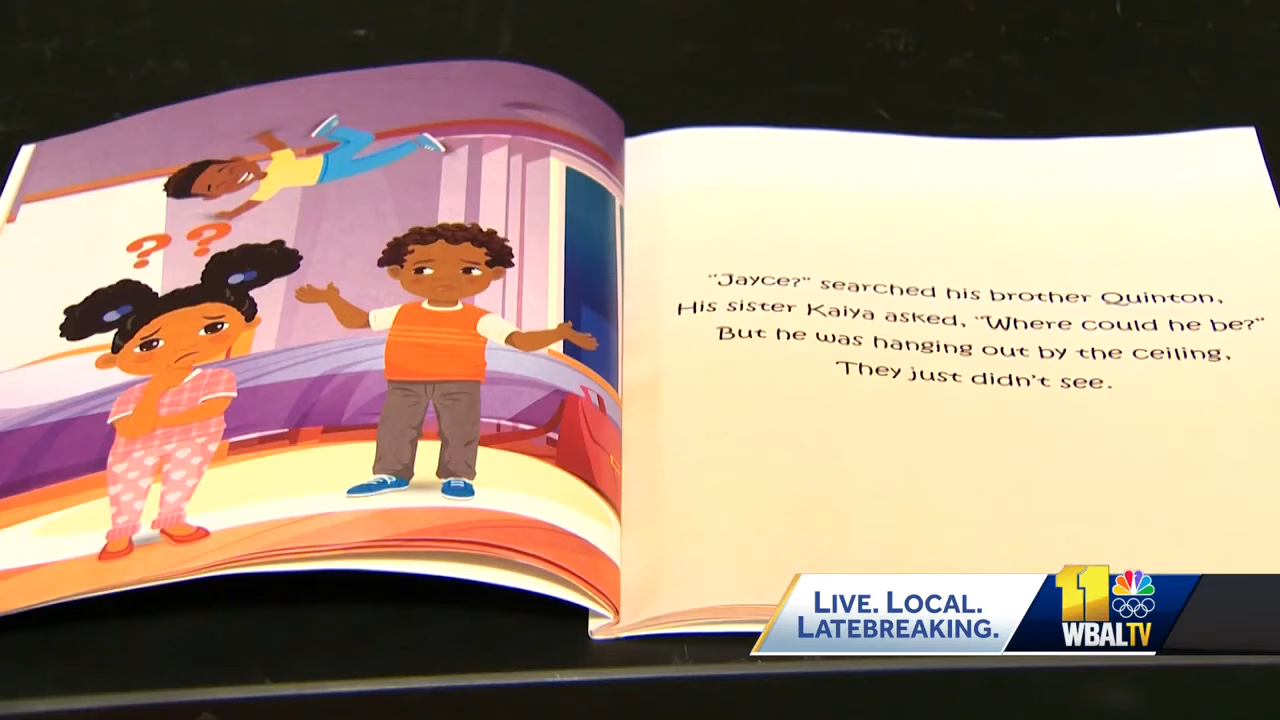 ? ?
"Jayce?" searched his brother Quinton,
His sister Kaiya asked, "Where could he be?"
But he was hanging out by the ceiling,
They just didn't see.
LIVE. LOCAL.
LATEBREAKING.
11
WBALTV